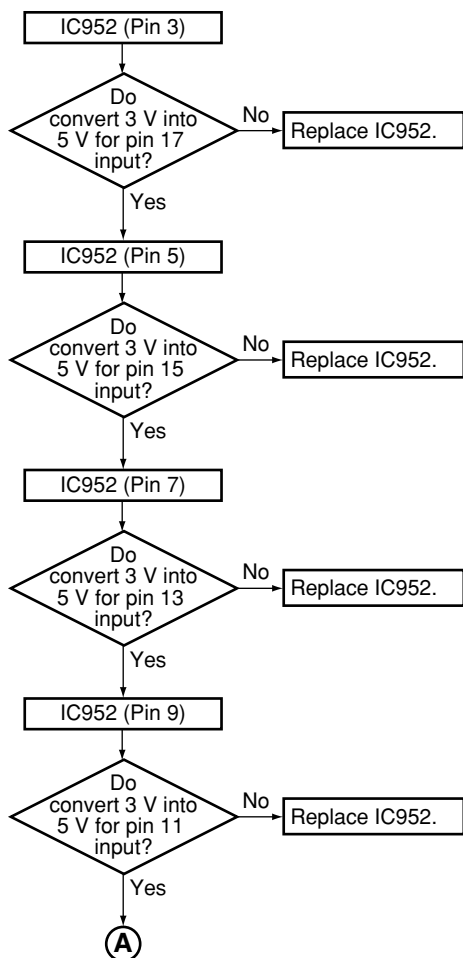 IC952 (Pin 3)
Do
convert 3 V into
5 V for pin 17
input?
No
Replace IC952.
Yes
IC952 (Pin 5)
Do
convert 3 V into
5 V for pin 15
input?
No
Replace IC952.
Yes
IC952 (Pin 7)
Do
convert 3 V into
5 V for pin 13
input?
No
Replace IC952.
Yes
IC952 (Pin 9)
Do
convert 3 V into
5 V for pin 11
input?
No
Replace IC952.
Yes
A